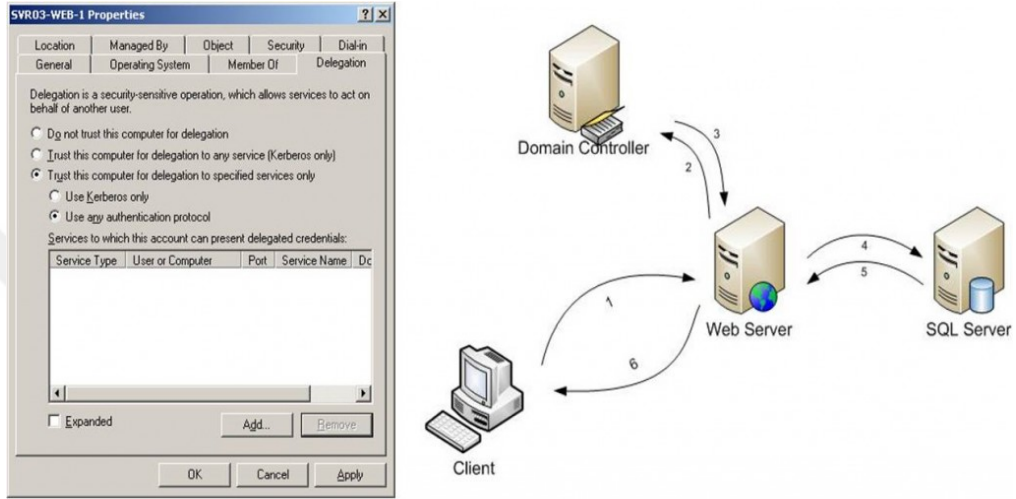 SVR03-WEB-1 Properties
Location Managed By Object Security Dial-in
General Operating System Member Of Delegation
Delegation is a security-sensitive operation, which allows services to act on
behalf of another user.
Do not trust this computer for delegation
Trust this computer for delegation to any service (Kerberos only)
Trust this computer for delegation to specified services only
Use Kerberos only
Use any authentication protocol
Services to which this account can present delegated credentials:
Service Type User or Computer Port Service Name Do
Expanded
Add... Remove
OK Cancel Apply
Domain Controller
3
2
4
5
Web Server
SQL Server
1
6
Client